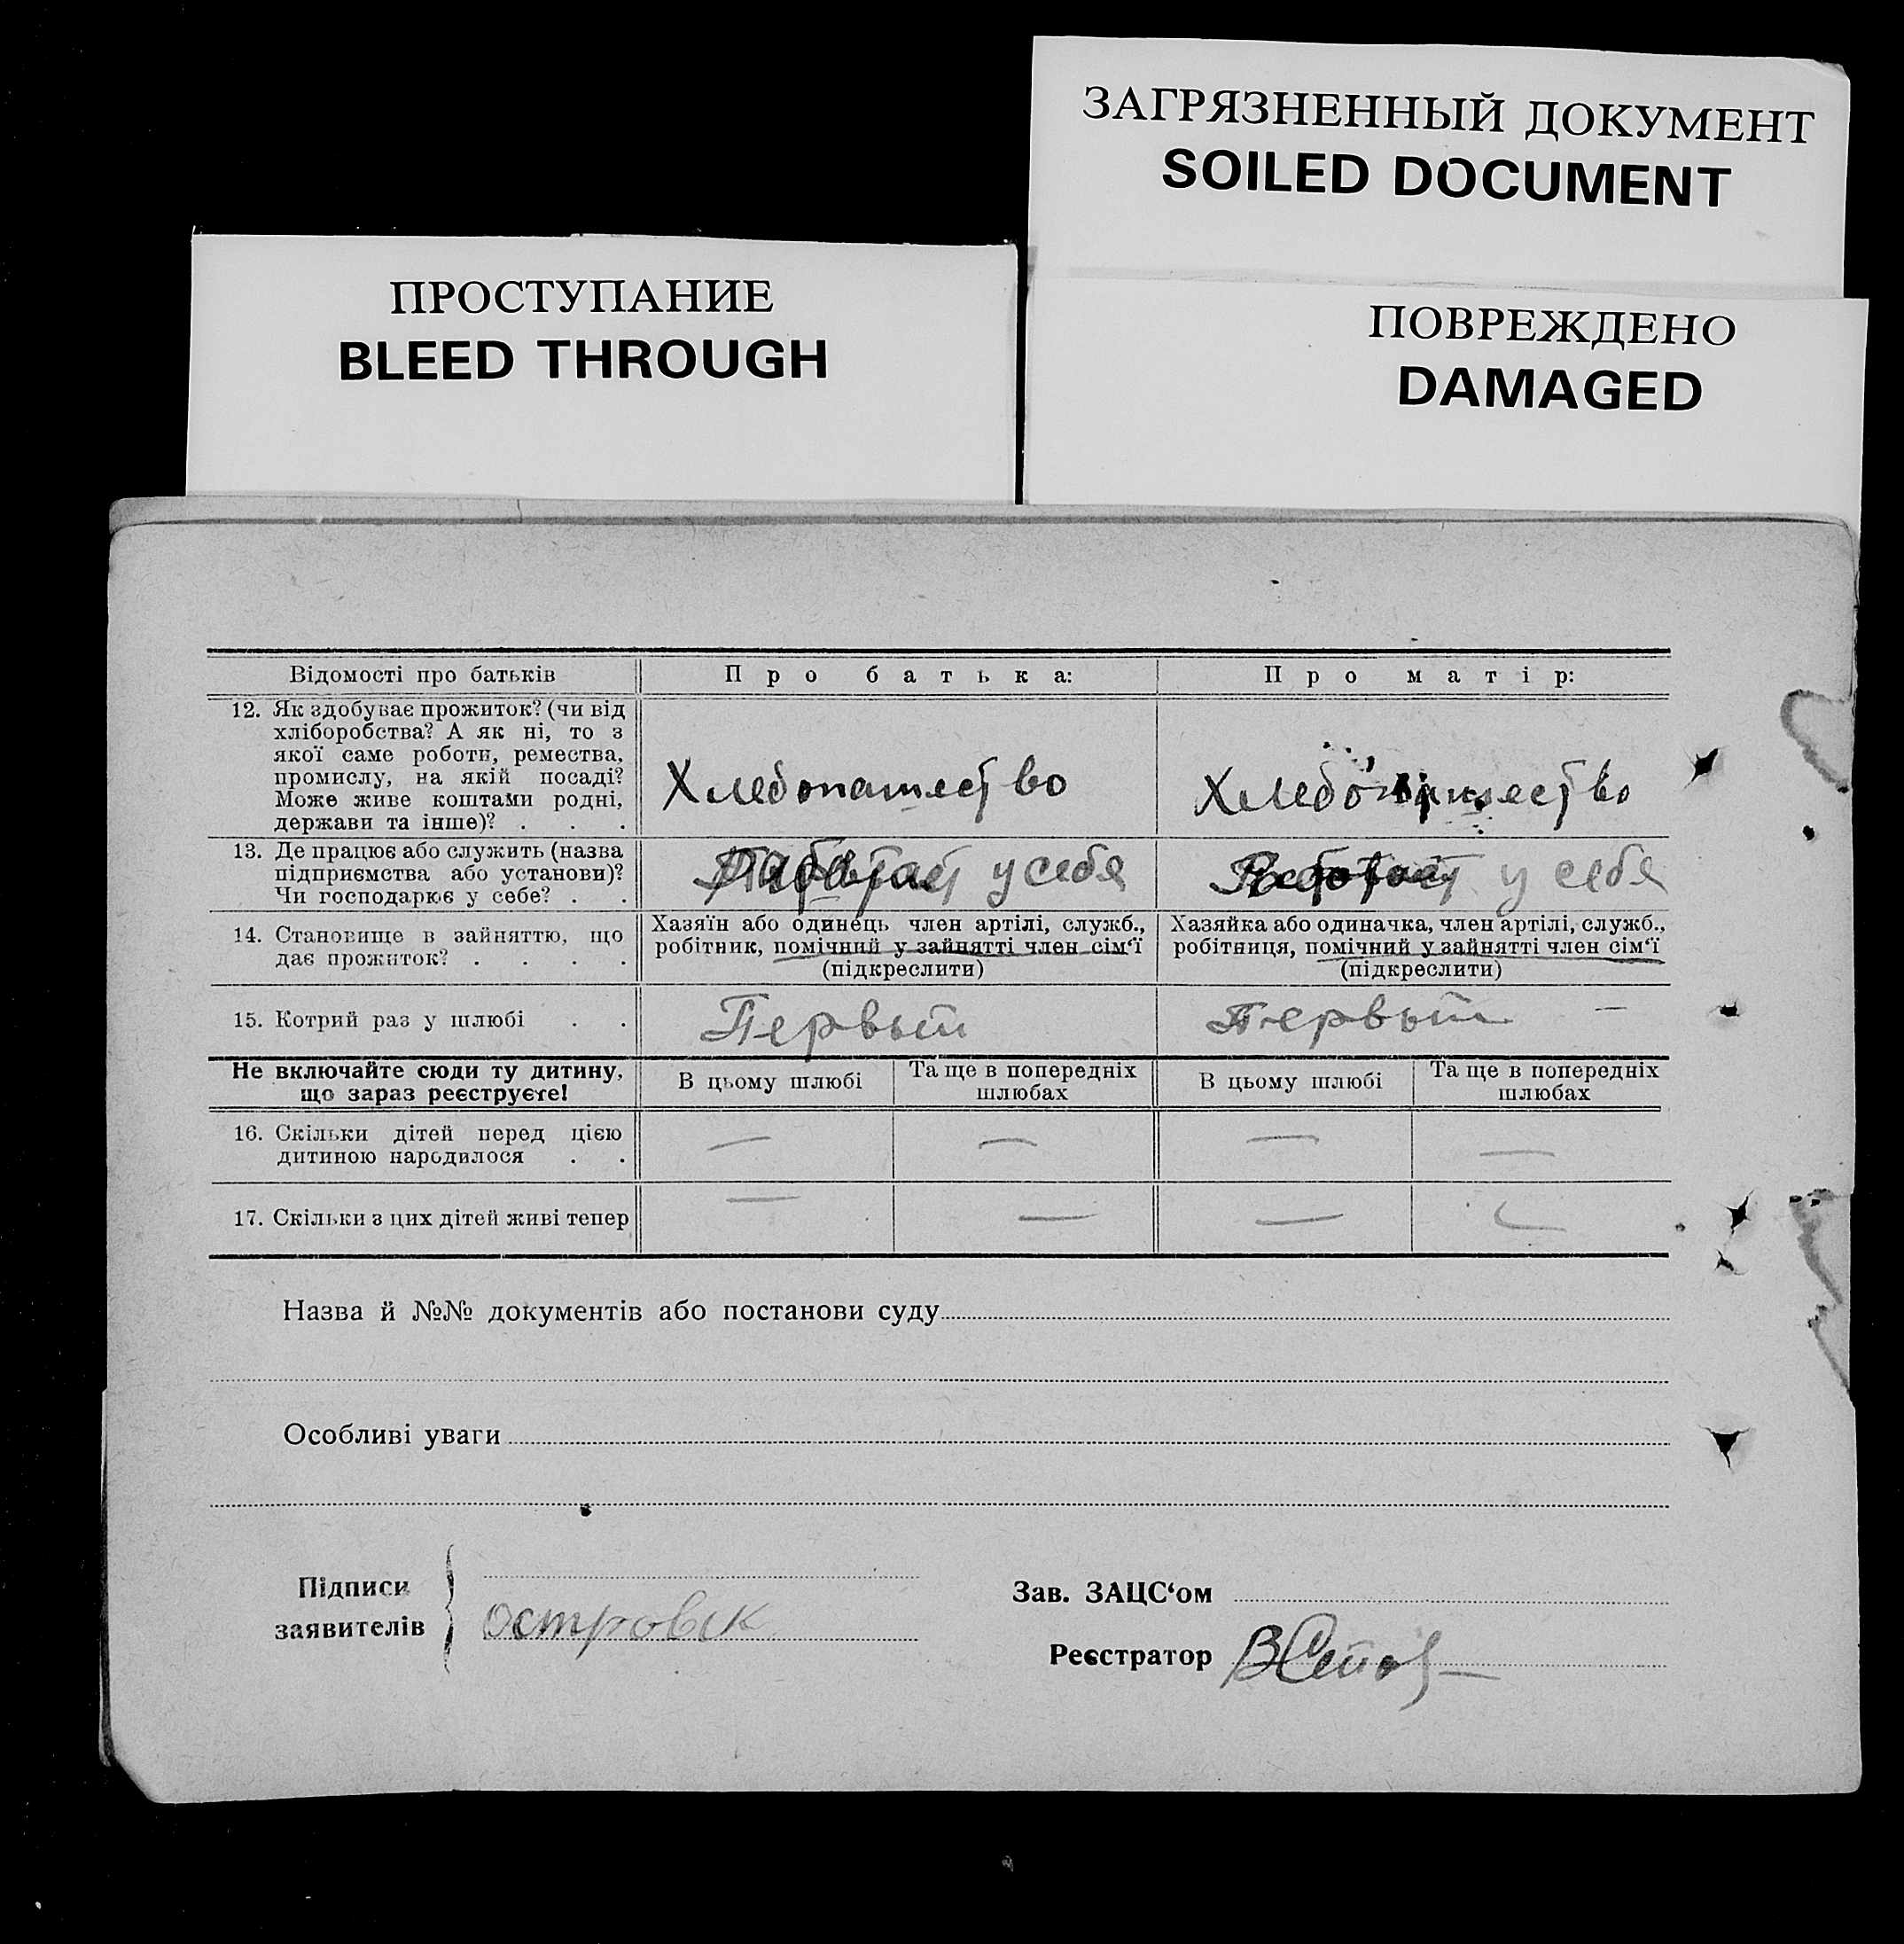 ЗАГРЯЗНЕННЫЙ ДОКУМЕНТ
SOILED DOCUMENT
ПРОСТУПАНИЕ
BLEED THROUGH
ПОВРЕЖДЕНО
DAMAGED
Відомості про батьків
Про батька:
Про матір:
12. Як здобуває прожиток? (чи від
хліборобства? А як ні, то з
якої саме роботи, ремества,
промислу, на якій посаді?
Може живе коштами родні,
держави та інше)? . . .
Хлебопашество
Хлебопашество
13. Де працює або служить (назва
підприємства або установи)?
Чи господарює у себе? . .
Работает у себя
Работает у себя
14. Становище в зайняттю, що
дає прожиток? . . . .
Хазяїн або одинець член артілі, служб.,
робітник, помічний у зайнятті член сім'ї
(підкреслити)
Хазяйка або одиначка, член артілі, служб.,
робітниця, помічний у зайнятті член сім'ї
(підкреслити)
15. Котрий раз у шлюбі . .
Первый
Первый —
Не включайте сюди ту дитину,
що зараз реєструєте!
В цьому шлюбі
Та ще в попередніх
шлюбах
В цьому шлюбі
Та ще в попередніх
шлюбах
16. Скільки дітей перед цією
дитиною народилося . .
— — — —
17. Скільки з цих дітей живі тепер
— — — —
Назва й №№ документів або постанови суду
Особливі уваги
Підписи
заявителів
островск
Зав. ЗАЦС'ом
Реєстратор